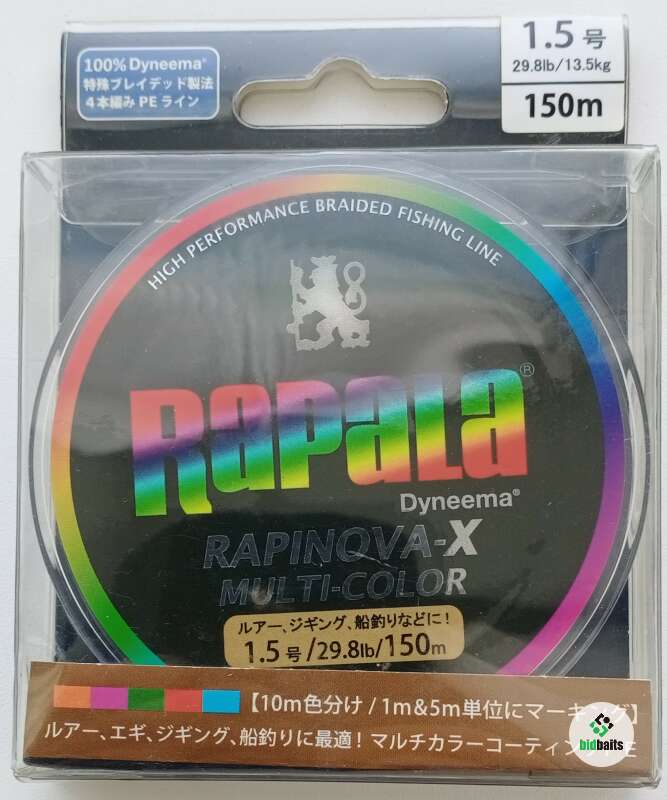 100% Dyneema®
特殊ブレイデッド製法
4本編み PE ライン
1.5号
29.8lb/13.5kg
150m
HIGH PERFORMANCE BRAIDED FISHING LINE
Rapala®
Dyneema®
RAPINOVA-X
MULTI-COLOR
ルアー、ジギング、船釣りなどに!
1.5号/29.8lb/150m
【10m色分け / 1m&5m単位にマーキング】
ルアー、エギ、ジギング、船釣りに最適！マルチカラーコーティング
bidbaits